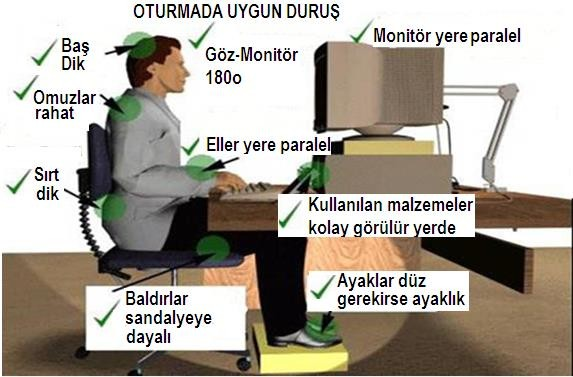 OTURMADA UYGUN DURUŞ
Baş
Dik
Göz-Monitör
180o
Monitör yere paralel
Omuzlar
rahat
Eller yere paralel
Sırt
dik
Kullanılan malzemeler
kolay görülür yerde
Ayaklar düz
gerekirse ayaklık
Baldırlar
sandalyeye
dayalı